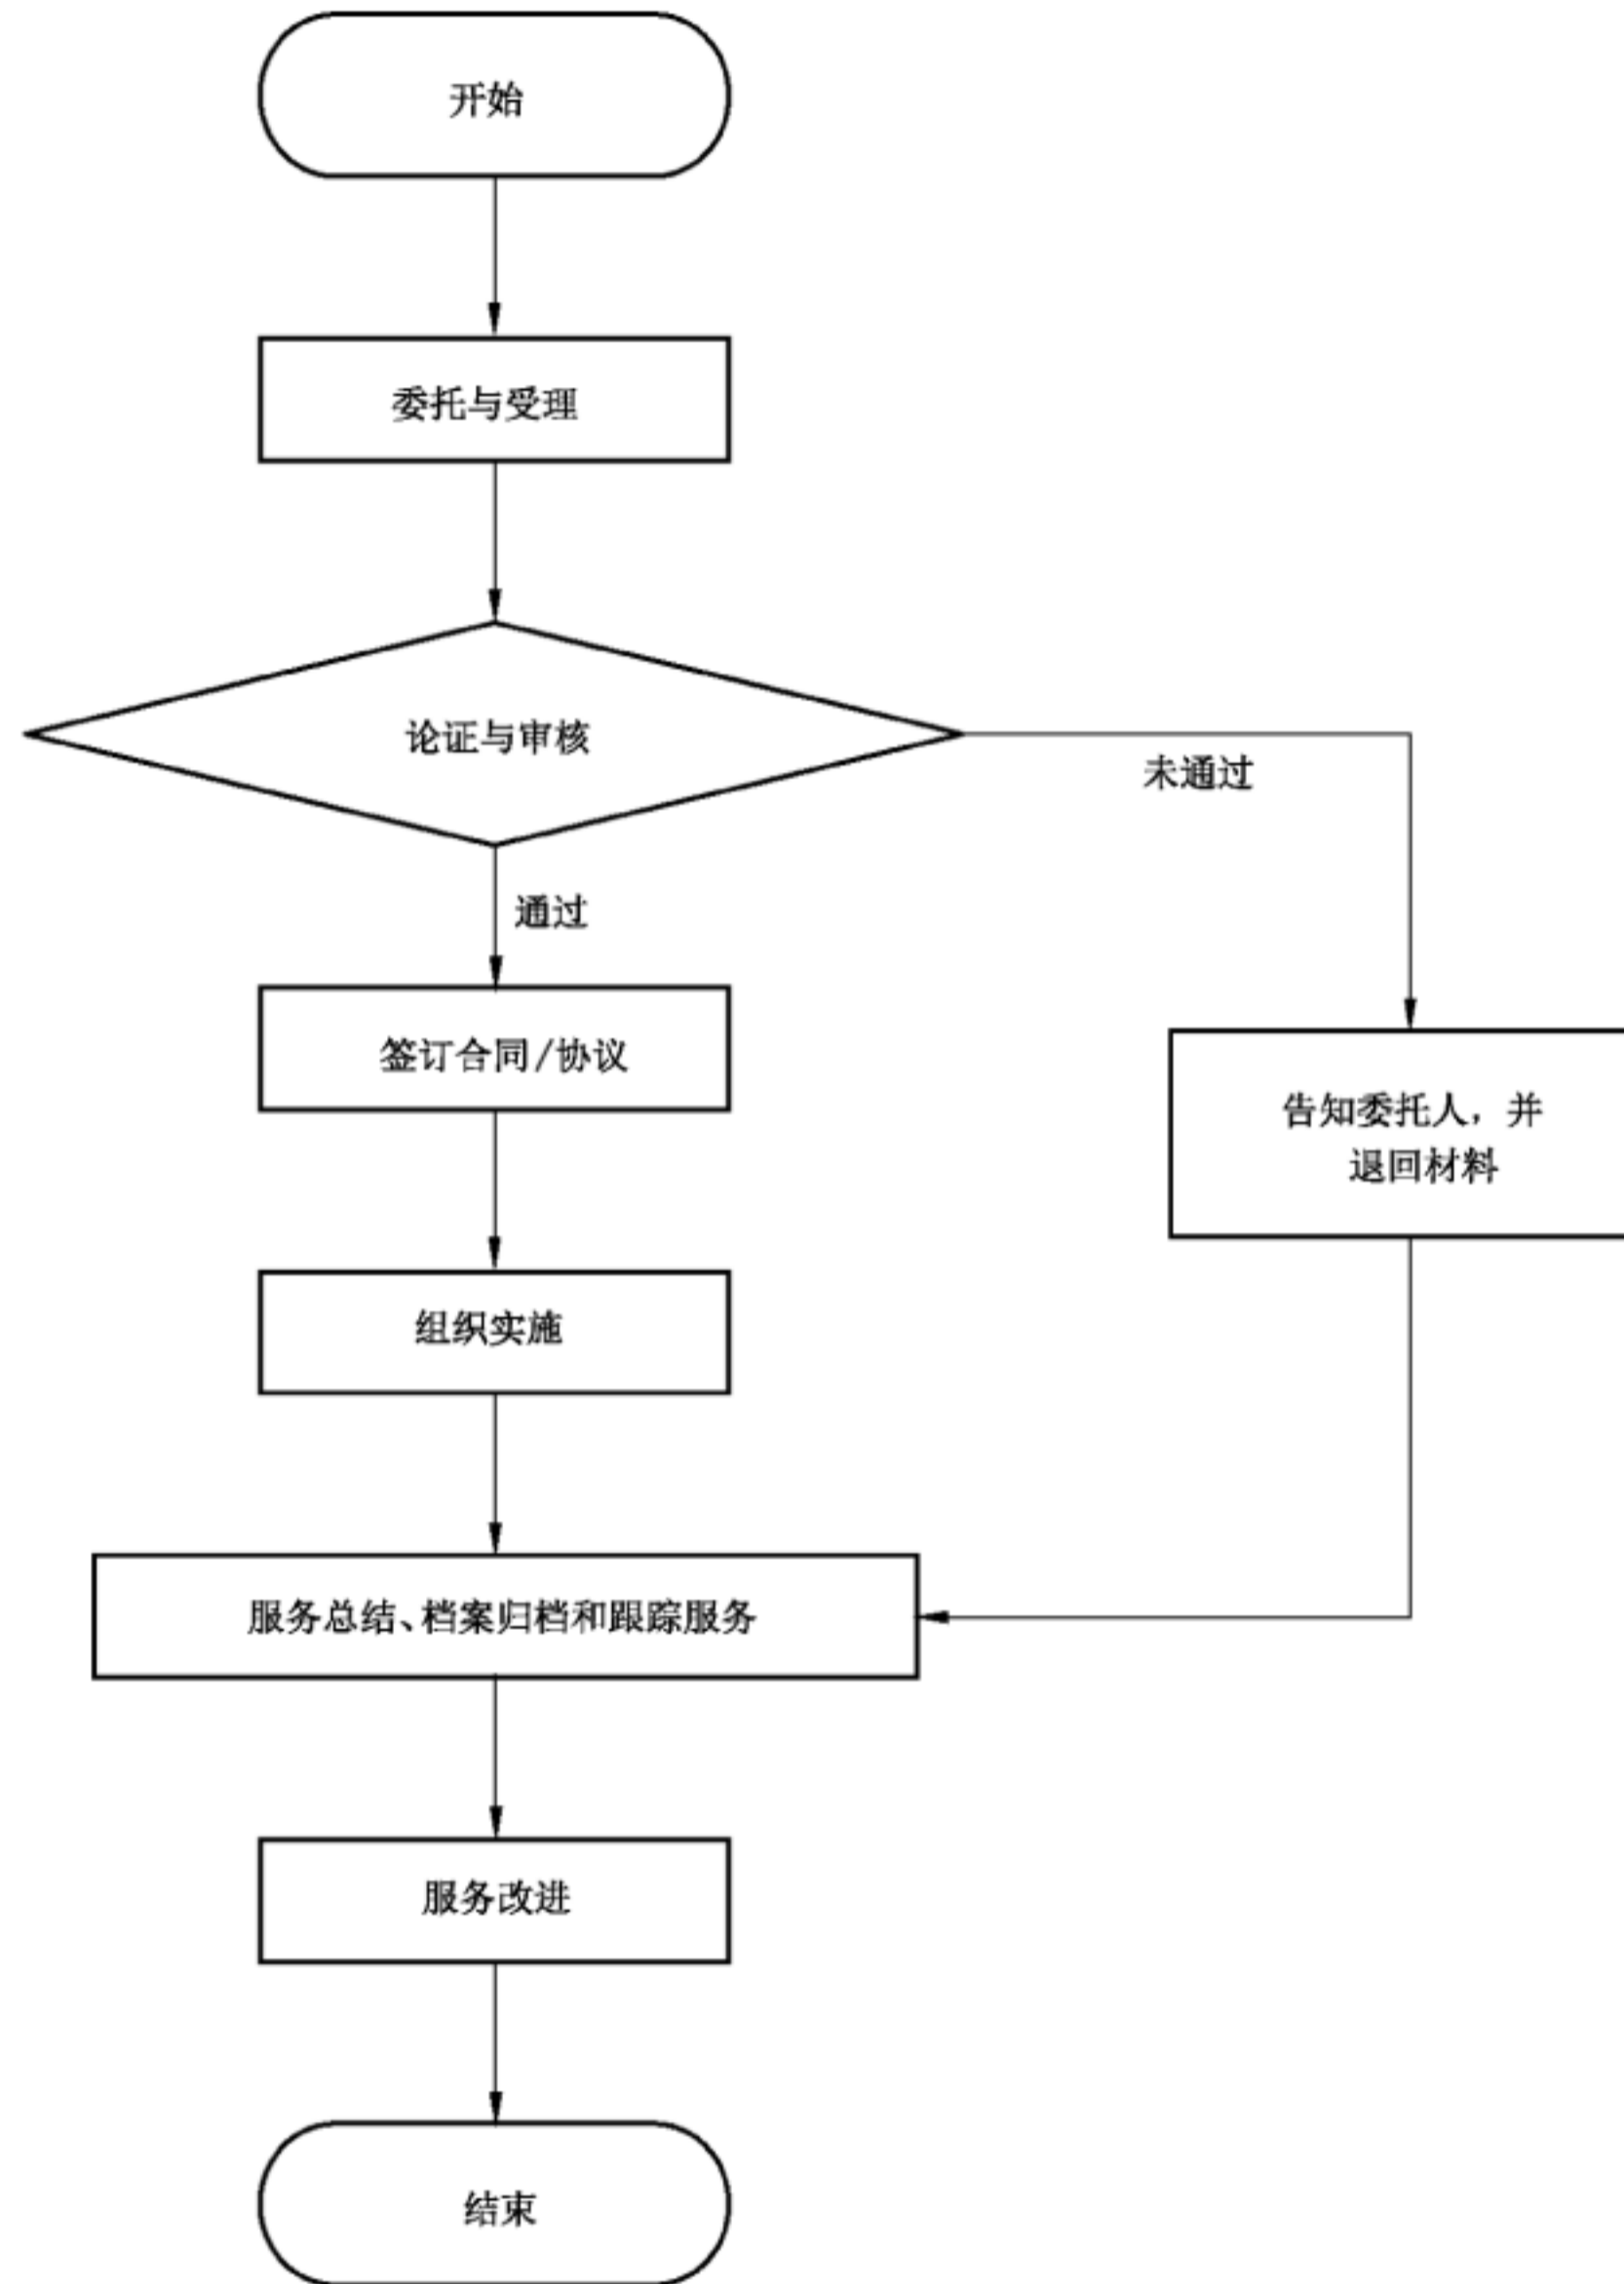 开始
委托与受理
论证与审核
未通过
通过
签订合同/协议
告知委托人，并
退回材料
组织实施
服务总结、档案归档和跟踪服务
服务改进
结束